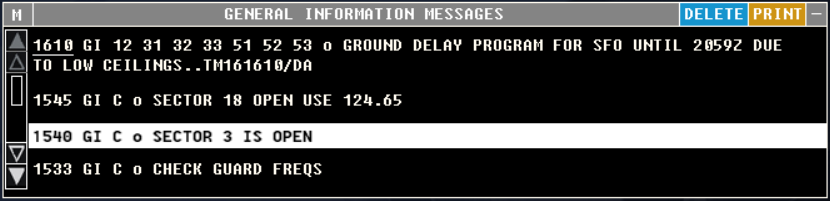 M GENERAL INFORMATION MESSAGES DELETE PRINT —
1610 GI 12 31 32 33 51 52 53 o GROUND DELAY PROGRAM FOR SFO UNTIL 2059Z DUE
TO LOW CEILINGS..TM161610/DA
1545 GI C o SECTOR 18 OPEN USE 124.65
1540 GI C o SECTOR 3 IS OPEN
1533 GI C o CHECK GUARD FREQS